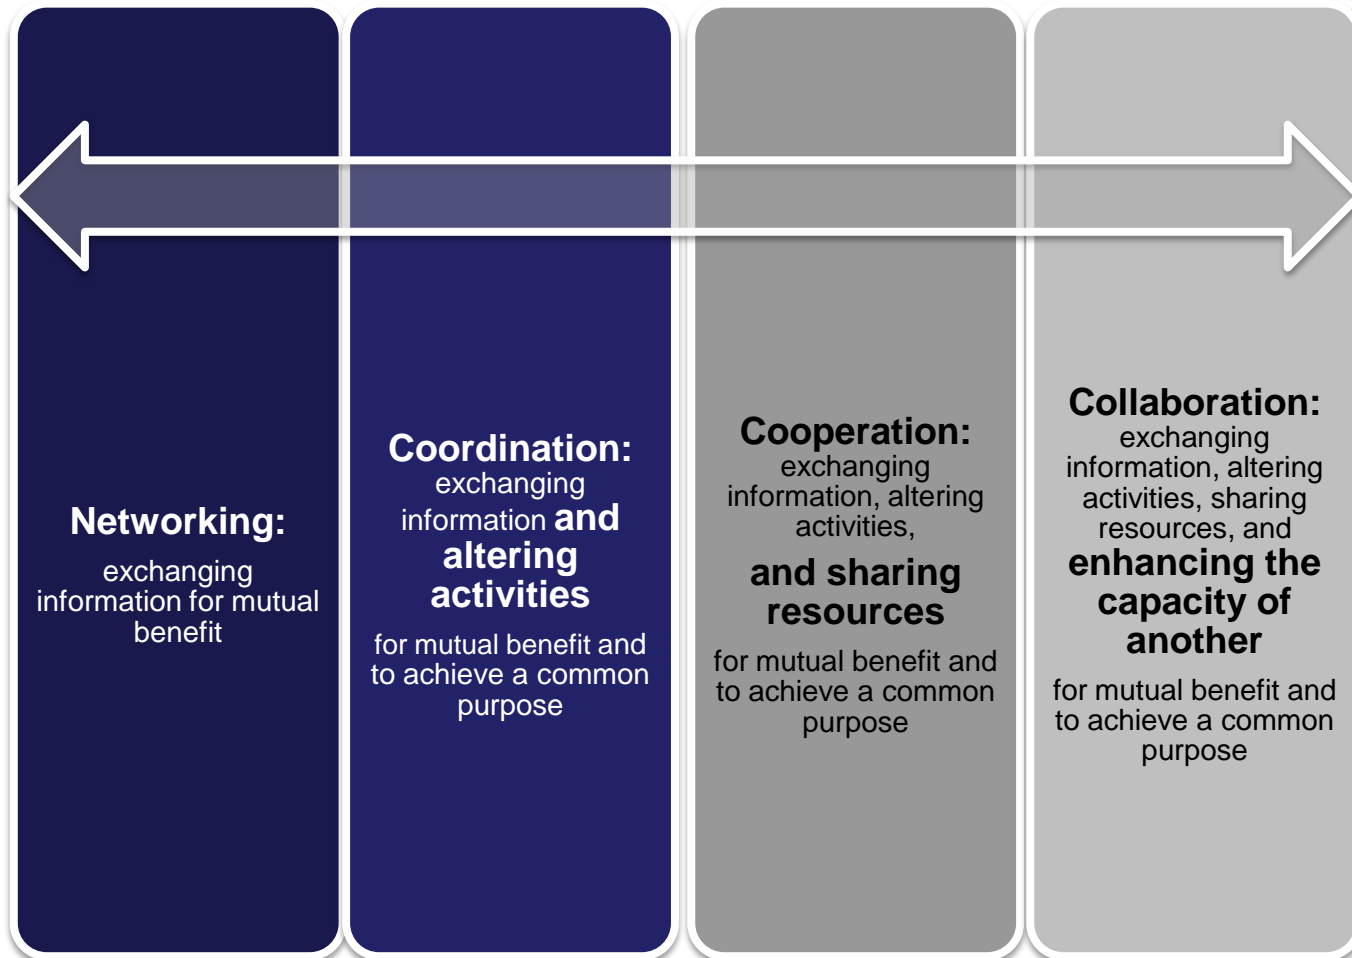 Networking:
exchanging
information for mutual
benefit
Coordination:
exchanging
information and
altering
activities
for mutual benefit and
to achieve a common
purpose
Cooperation:
exchanging
information, altering
activities,
and sharing
resources
for mutual benefit and
to achieve a common
purpose
Collaboration:
exchanging
information, altering
activities, sharing
resources, and
enhancing the
capacity of
another
for mutual benefit and
to achieve a common
purpose